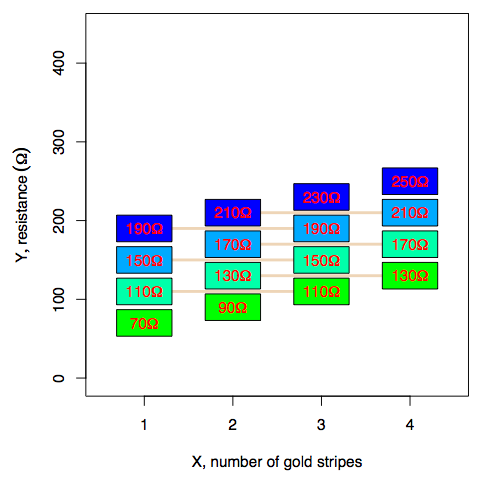 Y, resistance (Ω)
400
300
200
100
0
250Ω
230Ω
210Ω 210Ω
190Ω 190Ω
170Ω 170Ω
150Ω 150Ω
130Ω 130Ω
110Ω 110Ω
90Ω
70Ω
1 2 3 4
X, number of gold stripes